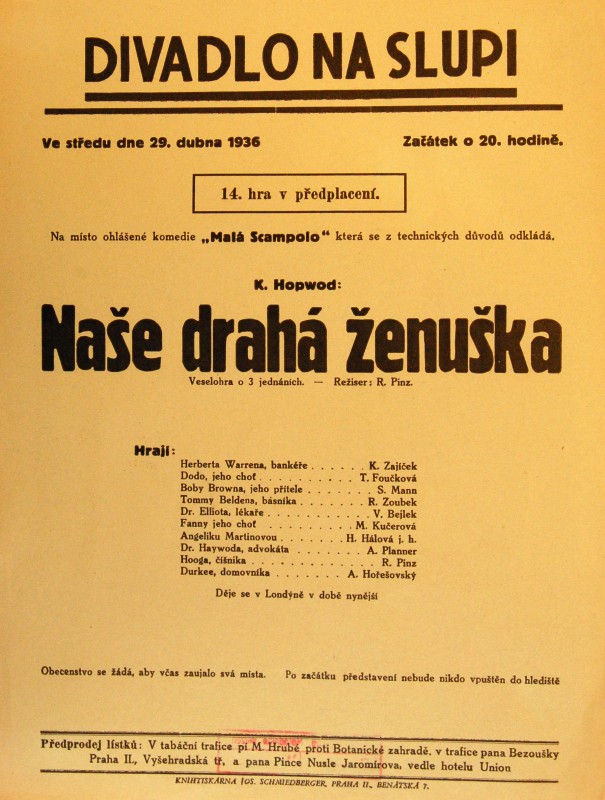 DIVADLO NA SLUPI
Ve středu dne 29. dubna 1936 Začátek o 20. hodině.
14. hra v předplacení.
Na místo ohlášené komedie „Malá Scampolo" která se z technických důvodů odkládá.
K. Hopwod:
Naše drahá ženuška
Veselohra o 3 jednáních. — Režiser: R. Pinz.
Hrají:
Herberta Warrena, bankéře . . . . . . K. Zajíček
Dodo, jeho choť . . . . . . . . . . . T. Foučková
Boby Browna, jeho přítele . . . . . . . S. Mann
Tommy Beldena, básníka . . . . . . . . R. Zoubek
Dr. Elliota, lékaře . . . . . . . . . . . . V. Bejlek
Fanny jeho choť . . . . . . . . . M. Kučerová
Angeliku Martinovou . . . . . . . H. Hálová j. h.
Dr. Haywoda, advokáta . . . . . . . A. Planner
Hooga, číšníka . . . . . . . . . . . . . . R. Pinz
Durkee, domovníka . . . . . . . A. Hořešovský
Děje se v Londýně v době nynější
Obecenstvo se žádá, aby včas zaujalo svá místa. Po začátku představení nebude nikdo vpuštěn do hlediště
Předprodej lístků: V tabáční trafice pí M. Hrubé proti Botanické zahradě, v trafice pana Bezoušky
Praha II., Vyšehradská tř, a pana Pince Nusle Jaromírova, vedle hotelu Union
KNIHTISKÁRNA JOS. SCHMIEDBERGER, PRAHA II., BENÁTSKÁ 7.